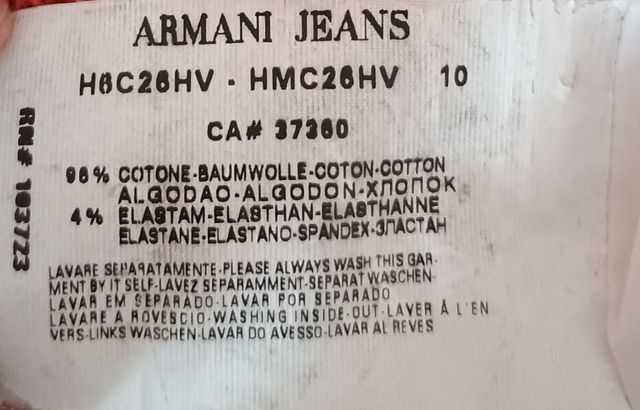 ARMANI JEANS
H6C26HV - HMC26HV 10
CA# 37360
RN# 103723
96% COTONE-BAUMWOLLE-COTON-COTTON
ALGODAO-ALGODON-ХЛОПОК
4% ELASTAM-ELASTHAN-ELASTHANNE
ELASTANE-ELASTANO-SPANDEX-ЭЛАСТАН
LAVARE SEPARATAMENTE-PLEASE ALWAYS WASH THIS GAR-
MENT BY IT SELF-LAVEZ SEPARAMMENT-SEPARAT WASCHEN-
LAVAR EM SEPARADO-LAVAR POR SEPARADO
LAVARE A ROVESCIO-WASHING INSIDE-OUT-LAVER Á L'EN
VERS-LINKS WASCHEN-LAVAR DO AVESSO-LAVAR AL REVES